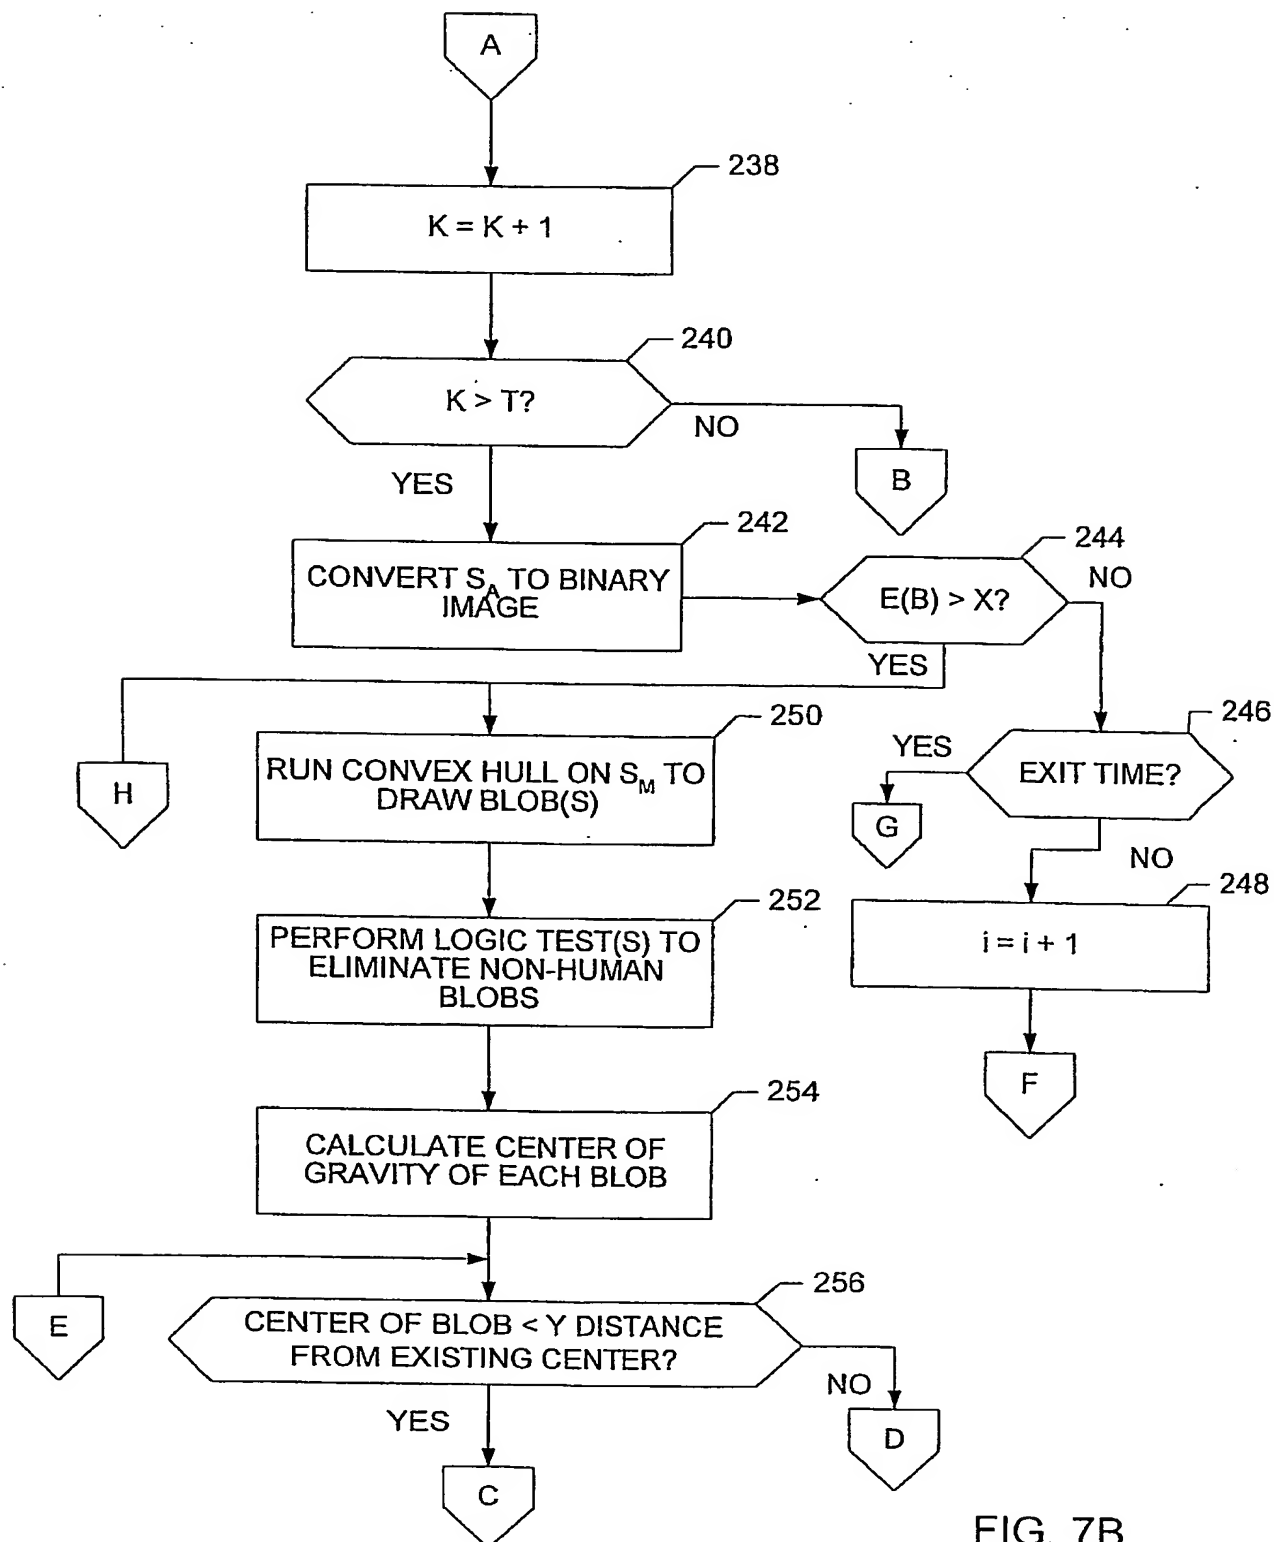 A
238
K = K + 1
240
K > T?
NO
B
YES
242
CONVERT S_A TO BINARY
IMAGE
244
E(B) > X?
NO
YES
250
RUN CONVEX HULL ON S_M TO
DRAW BLOB(S)
H
246
EXIT TIME?
YES
G
NO
248
i = i + 1
252
PERFORM LOGIC TEST(S) TO
ELIMINATE NON-HUMAN
BLOBS
F
254
CALCULATE CENTER OF
GRAVITY OF EACH BLOB
E
256
CENTER OF BLOB < Y DISTANCE
FROM EXISTING CENTER?
NO
D
YES
C
FIG. 7B